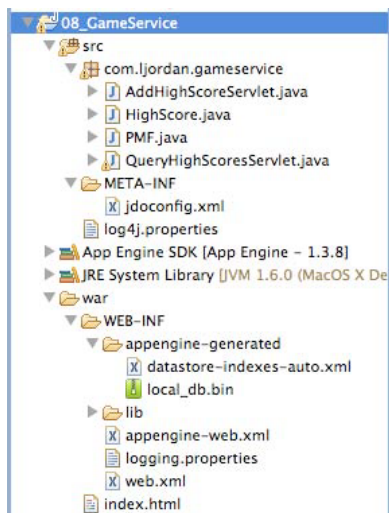 08_GameService
src
com.ljordan.gameservice
AddHighScoreServlet.java
HighScore.java
PMF.java
QueryHighScoresServlet.java
META-INF
jdoconfig.xml
log4j.properties
App Engine SDK [App Engine - 1.3.8]
JRE System Library [JVM 1.6.0 (MacOS X De
war
WEB-INF
appengine-generated
datastore-indexes-auto.xml
local_db.bin
lib
appengine-web.xml
logging.properties
web.xml
index.html